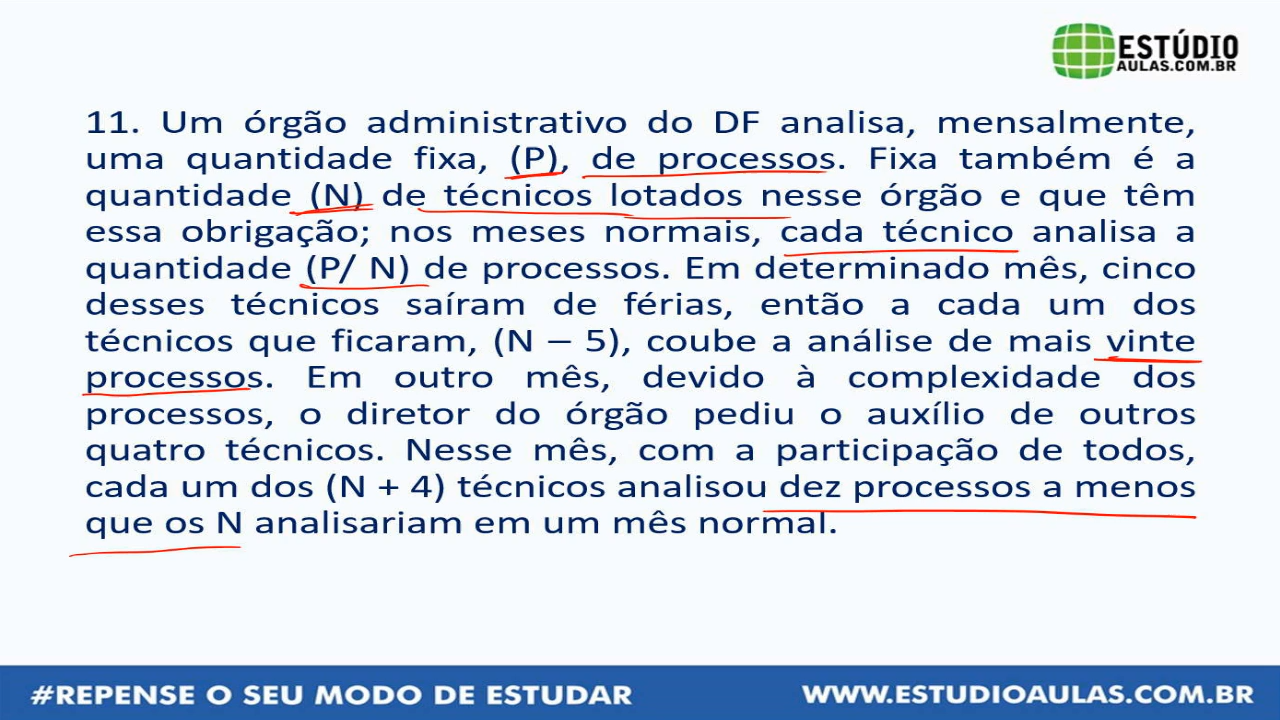 ESTÚDIO
AULAS.COM.BR
11. Um órgão administrativo do DF analisa, mensalmente,
uma quantidade fixa, (P), de processos. Fixa também é a
quantidade (N) de técnicos lotados nesse órgão e que têm
essa obrigação; nos meses normais, cada técnico analisa a
quantidade (P/ N) de processos. Em determinado mês, cinco
desses técnicos saíram de férias, então a cada um dos
técnicos que ficaram, (N – 5), coube a análise de mais vinte
processos. Em outro mês, devido à complexidade dos
processos, o diretor do órgão pediu o auxílio de outros
quatro técnicos. Nesse mês, com a participação de todos,
cada um dos (N + 4) técnicos analisou dez processos a menos
que os N analisariam em um mês normal.
#REPENSE O SEU MODO DE ESTUDAR
WWW.ESTUDIOAULAS.COM.BR